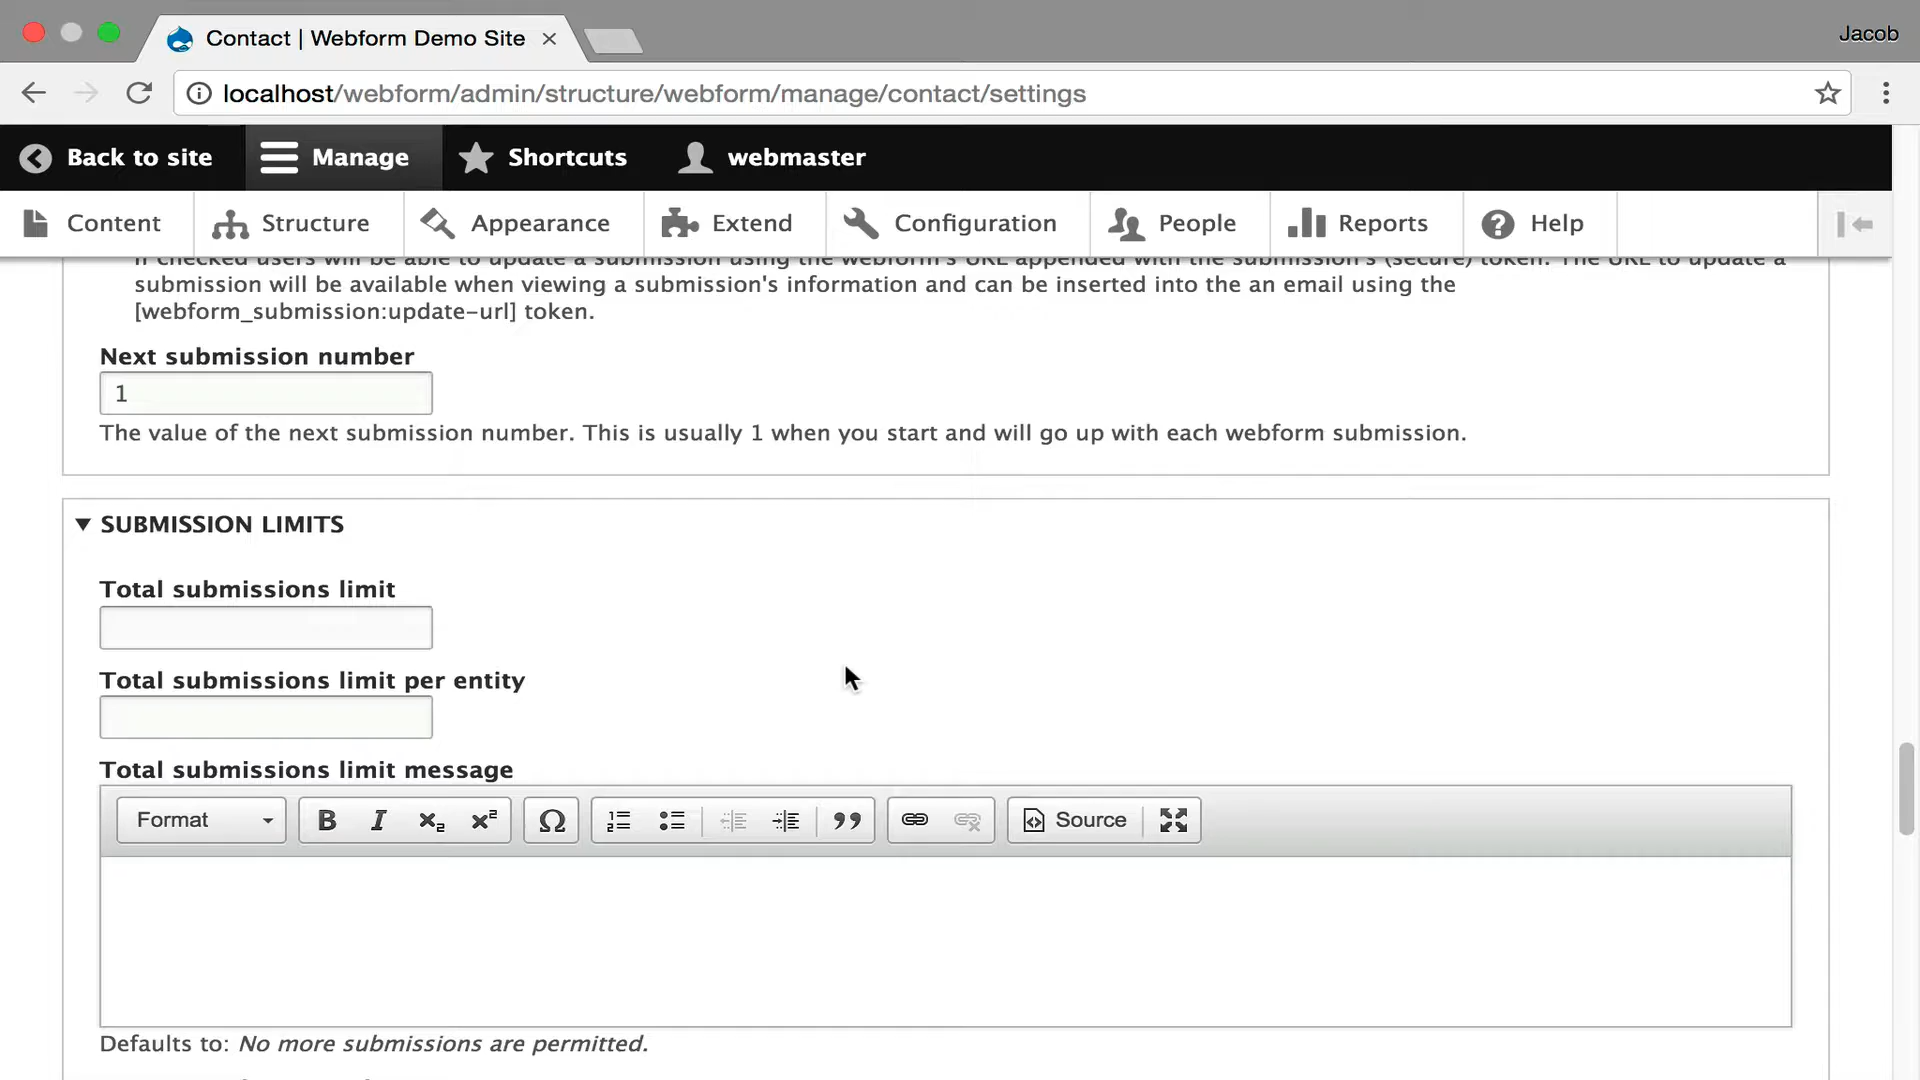 Contact | Webform Demo Site
Jacob
localhost/webform/admin/structure/webform/manage/contact/settings
Back to site Manage Shortcuts webmaster
Content Structure Appearance Extend Configuration People Reports Help
If checked users will be able to update a submission using the webform's URL appended with the submission's (secure) token. The URL to update a
submission will be available when viewing a submission's information and can be inserted into the an email using the
[webform_submission:update-url] token.
Next submission number
1
The value of the next submission number. This is usually 1 when you start and will go up with each webform submission.
SUBMISSION LIMITS
Total submissions limit
Total submissions limit per entity
Total submissions limit message
Format B I x₂ x² Ω Source
Defaults to: No more submissions are permitted.